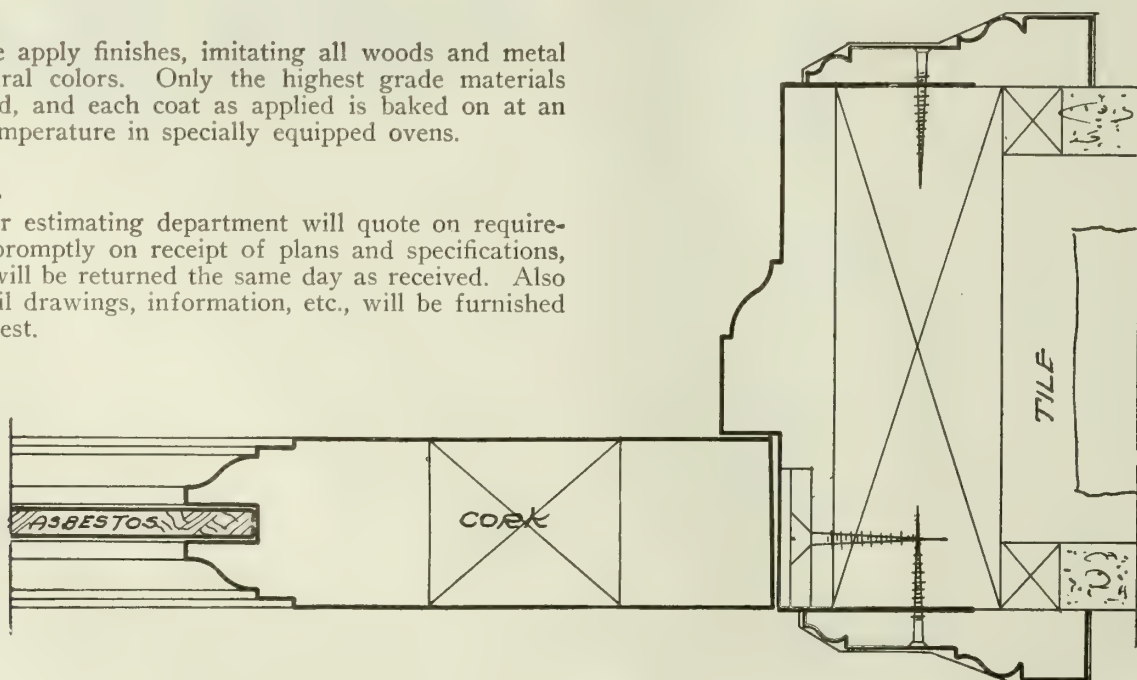 e apply finishes, imitating all woods and metal
ral colors. Only the highest grade materials
d, and each coat as applied is baked on at an
mperature in specially equipped ovens.
r estimating department will quote on require-
promptly on receipt of plans and specifications,
will be returned the same day as received. Also
il drawings, information, etc., will be furnished
est.
TILE
ASBESTOS
CORK